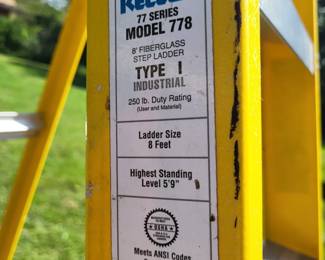 77 SERIES
MODEL 778
8' FIBERGLASS
STEP LADDER
TYPE I
INDUSTRIAL
250 lb. Duty Rating
(User and Material)
Ladder Size
8 Feet
Highest Standing
Level 5'9"
OSHA
Meets ANSI Codes